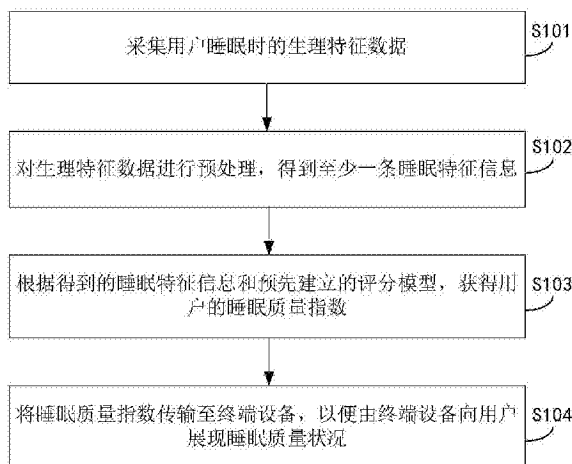 采集用户睡眠时的生理特征数据
S101
对生理特征数据进行预处理，得到至少一条睡眠特征信息
S102
根据得到的睡眠特征信息和预先建立的评分模型，获得用
户的睡眠质量指数
S103
将睡眠质量指数传输至终端设备，以便由终端设备向用户
展现睡眠质量状况
S104